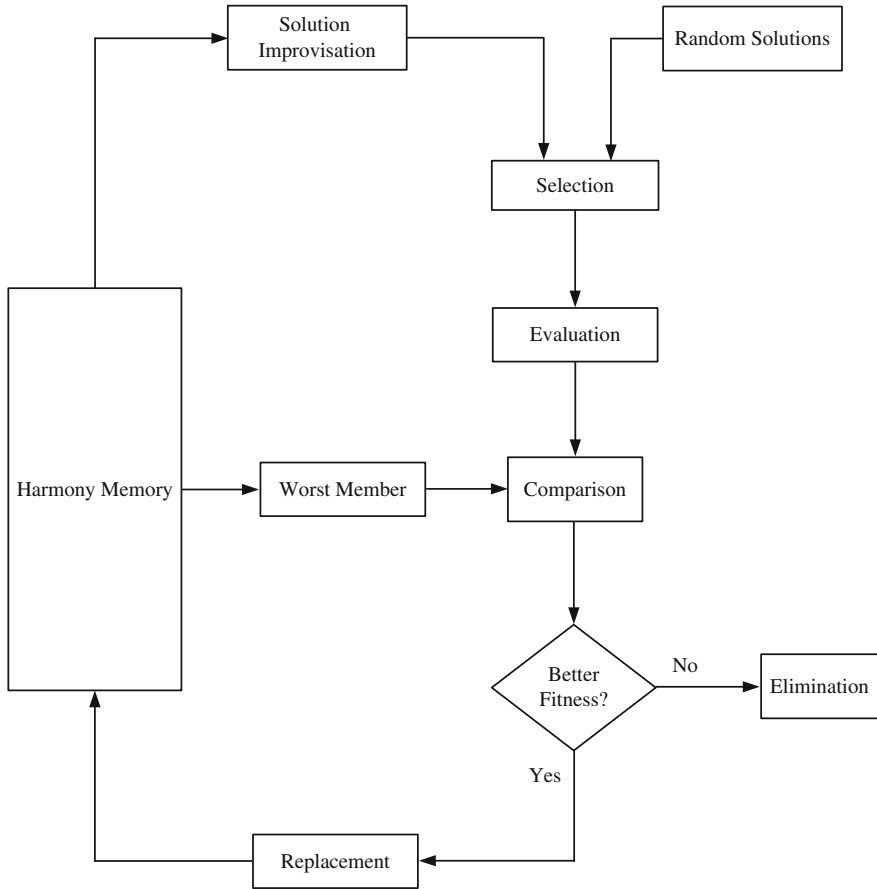 Solution
Improvisation
Random Solutions
Selection
Evaluation
Harmony Memory
Worst Member
Comparison
Better
Fitness?
No
Elimination
Yes
Replacement